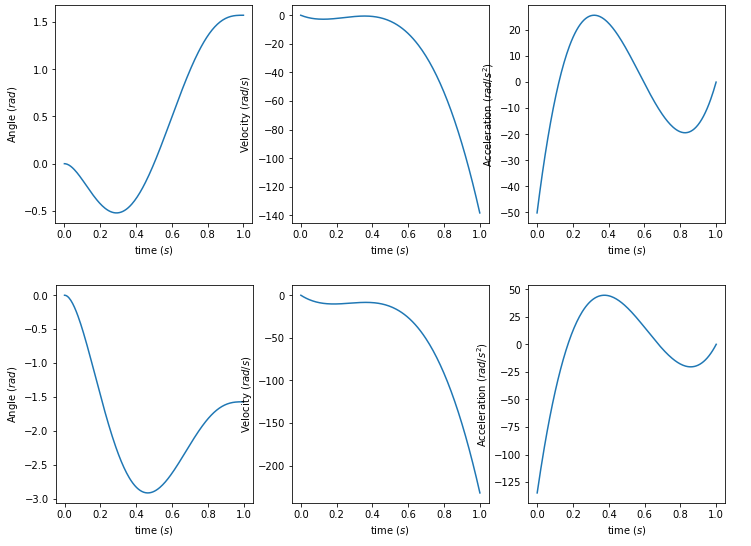 1.5
1.0
0.5
0.0
−0.5
Angle (rad)
0.0 0.2 0.4 0.6 0.8 1.0
time (s)
0
−20
−40
−60
−80
−100
−120
−140
Velocity (rad/s)
0.0 0.2 0.4 0.6 0.8 1.0
time (s)
20
10
0
−10
−20
−30
−40
−50
Acceleration (rad/s²)
0.0 0.2 0.4 0.6 0.8 1.0
time (s)
0.0
−0.5
−1.0
−1.5
−2.0
−2.5
−3.0
Angle (rad)
0.0 0.2 0.4 0.6 0.8 1.0
time (s)
0
−50
−100
−150
−200
Velocity (rad/s)
0.0 0.2 0.4 0.6 0.8 1.0
time (s)
50
25
0
−25
−50
−75
−100
−125
Acceleration (rad/s²)
0.0 0.2 0.4 0.6 0.8 1.0
time (s)